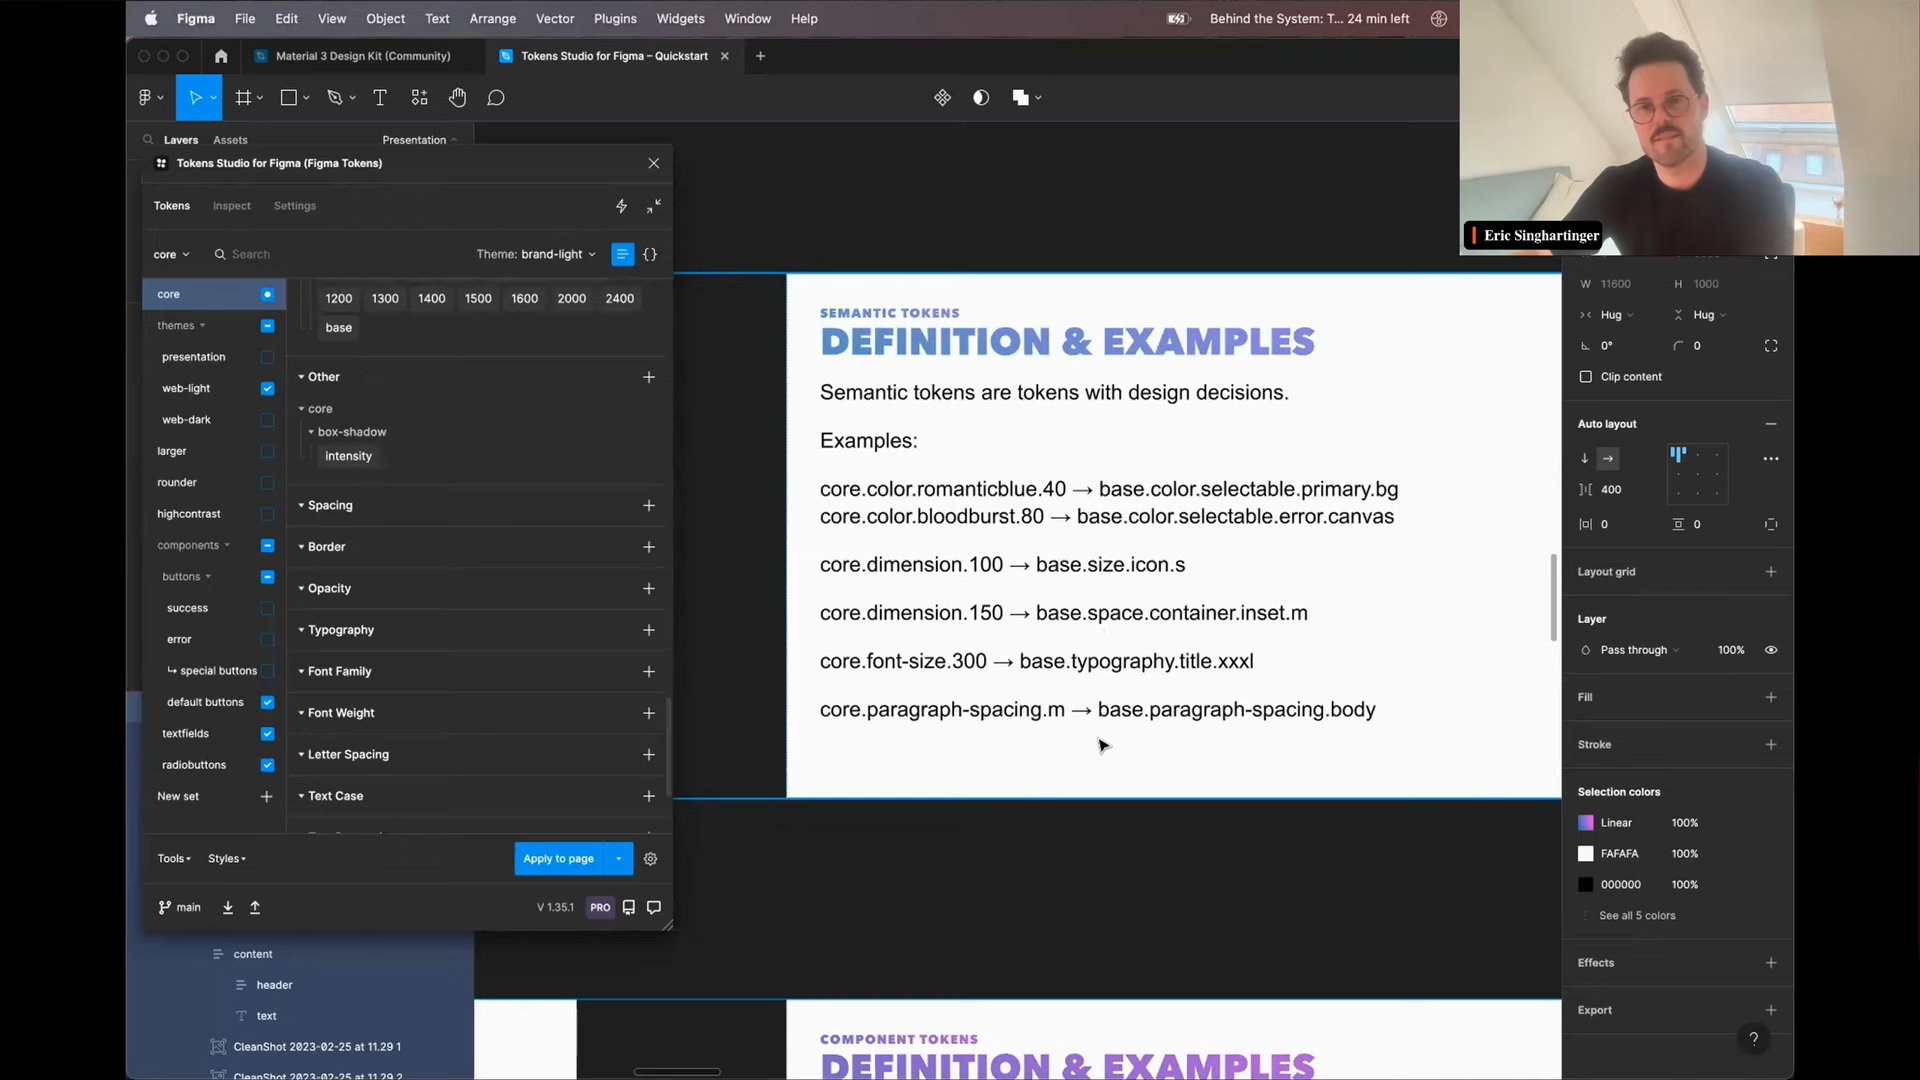 Figma File Edit View Object Text Arrange Vector Plugins Widgets Window Help
Behind the System: T... 24 min left
Material 3 Design Kit (Community)
Tokens Studio for Figma – Quickstart
Layers Assets Presentation
Tokens Studio for Figma (Figma Tokens)
Tokens Inspect Settings
core Search Theme: brand-light
core
themes
presentation
web-light
web-dark
larger
rounder
highcontrast
components
buttons
success
error
↳ special buttons
default buttons
textfields
radiobuttons
New set
1200 1300 1400 1500 1600 2000 2400
base
Other
core
box-shadow
intensity
Spacing
Border
Opacity
Typography
Font Family
Font Weight
Letter Spacing
Text Case
Tools Styles Apply to page
main V 1.35.1 PRO
content
header
text
CleanShot 2023-02-25 at 11.29 1
CleanShot 2023-02-25 at 11.29 2
SEMANTIC TOKENS
DEFINITION & EXAMPLES
Semantic tokens are tokens with design decisions.
Examples:
core.color.romanticblue.40 → base.color.selectable.primary.bg
core.color.bloodburst.80 → base.color.selectable.error.canvas
core.dimension.100 → base.size.icon.s
core.dimension.150 → base.space.container.inset.m
core.font-size.300 → base.typography.title.xxxl
core.paragraph-spacing.m → base.paragraph-spacing.body
COMPONENT TOKENS
DEFINITION & EXAMPLES
Eric Singhartinger
W 11600 H 1000
Hug Hug
0° 0
Clip content
Auto layout
400
0 0
Layout grid
Layer
Pass through 100%
Fill
Stroke
Selection colors
Linear 100%
FAFAFA 100%
000000 100%
See all 5 colors
Effects
Export
?